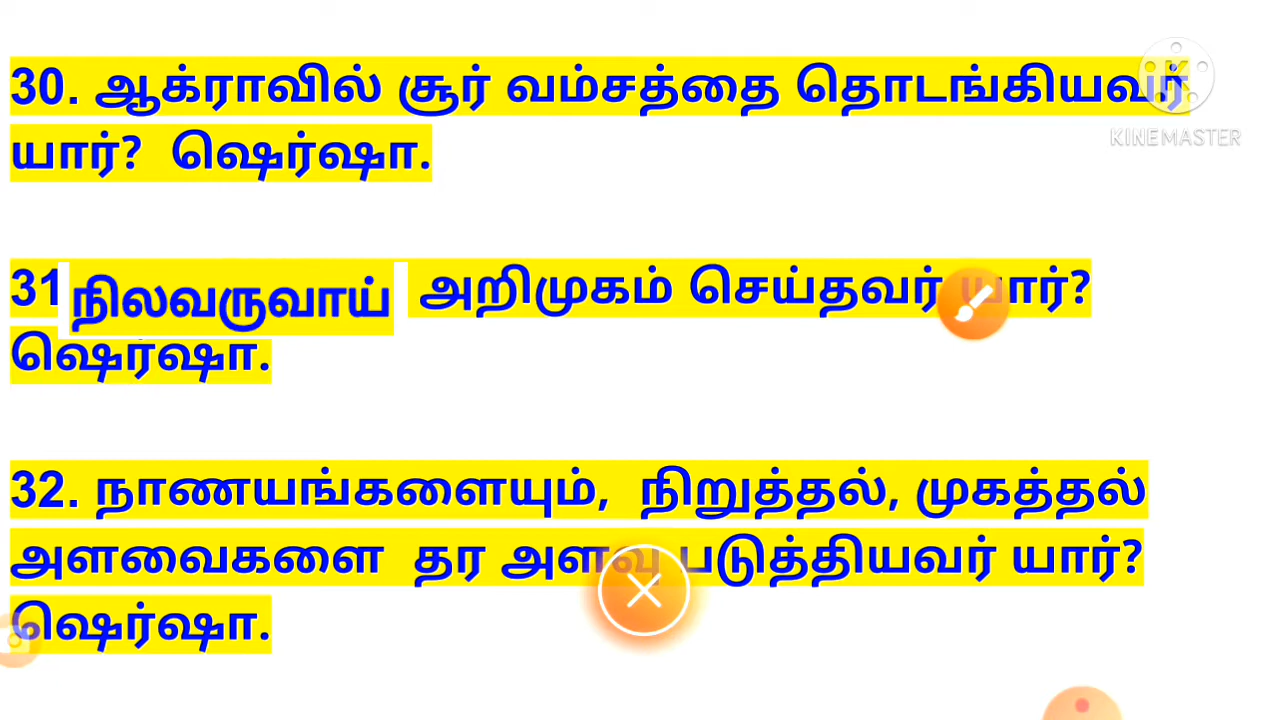 30. ஆக்ராவில் சூர் வம்சத்தை தொடங்கியவர்
KINEMASTER
யார்? ஷெர்ஷா.
31 நிலவருவாய் அறிமுகம் செய்தவர் யார்?
ஷெர்ஷா.
32. நாணயங்களையும், நிறுத்தல், முகத்தல்
அளவைகளை தர அளவு படுத்தியவர் யார்?
ஷெர்ஷா.